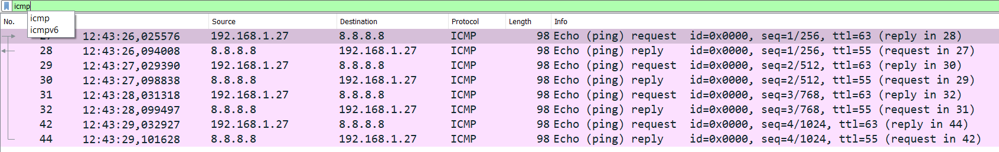 icmp
icmp
icmpv6
No. Source Destination Protocol Length Info
27 12:43:26,025576 192.168.1.27 8.8.8.8 ICMP 98 Echo (ping) request id=0x0000, seq=1/256, ttl=63 (reply in 28)
28 12:43:26,094008 8.8.8.8 192.168.1.27 ICMP 98 Echo (ping) reply id=0x0000, seq=1/256, ttl=55 (request in 27)
29 12:43:27,029390 192.168.1.27 8.8.8.8 ICMP 98 Echo (ping) request id=0x0000, seq=2/512, ttl=63 (reply in 30)
30 12:43:27,098838 8.8.8.8 192.168.1.27 ICMP 98 Echo (ping) reply id=0x0000, seq=2/512, ttl=55 (request in 29)
31 12:43:28,031318 192.168.1.27 8.8.8.8 ICMP 98 Echo (ping) request id=0x0000, seq=3/768, ttl=63 (reply in 32)
32 12:43:28,099497 8.8.8.8 192.168.1.27 ICMP 98 Echo (ping) reply id=0x0000, seq=3/768, ttl=55 (request in 31)
42 12:43:29,032927 192.168.1.27 8.8.8.8 ICMP 98 Echo (ping) request id=0x0000, seq=4/1024, ttl=63 (reply in 44)
44 12:43:29,101628 8.8.8.8 192.168.1.27 ICMP 98 Echo (ping) reply id=0x0000, seq=4/1024, ttl=55 (request in 42)